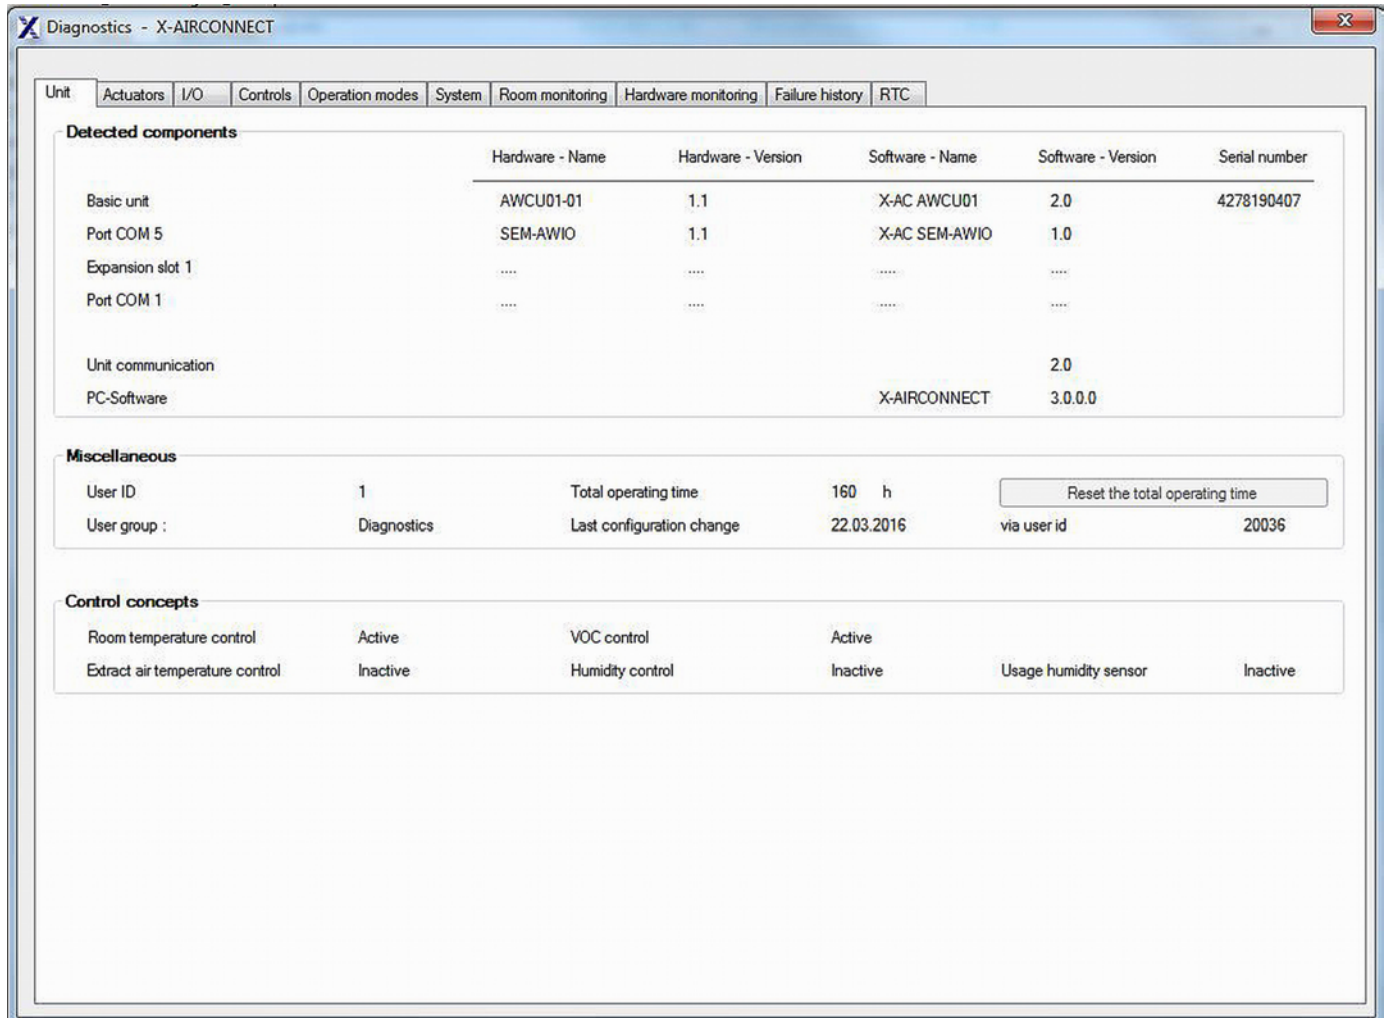 Diagnostics - X-AIRCONNECT
Unit Actuators I/O Controls Operation modes System Room monitoring Hardware monitoring Failure history RTC
Detected components
Hardware - Name Hardware - Version Software - Name Software - Version Serial number
Basic unit AWCU01-01 1.1 X-AC AWCU01 2.0 4278190407
Port COM 5 SEM-AWIO 1.1 X-AC SEM-AWIO 1.0
Expansion slot 1 .... .... .... ....
Port COM 1 .... .... .... ....
Unit communication 2.0
PC-Software X-AIRCONNECT 3.0.0.0
Miscellaneous
User ID 1 Total operating time 160 h Reset the total operating time
User group : Diagnostics Last configuration change 22.03.2016 via user id 20036
Control concepts
Room temperature control Active VOC control Active
Extract air temperature control Inactive Humidity control Inactive Usage humidity sensor Inactive